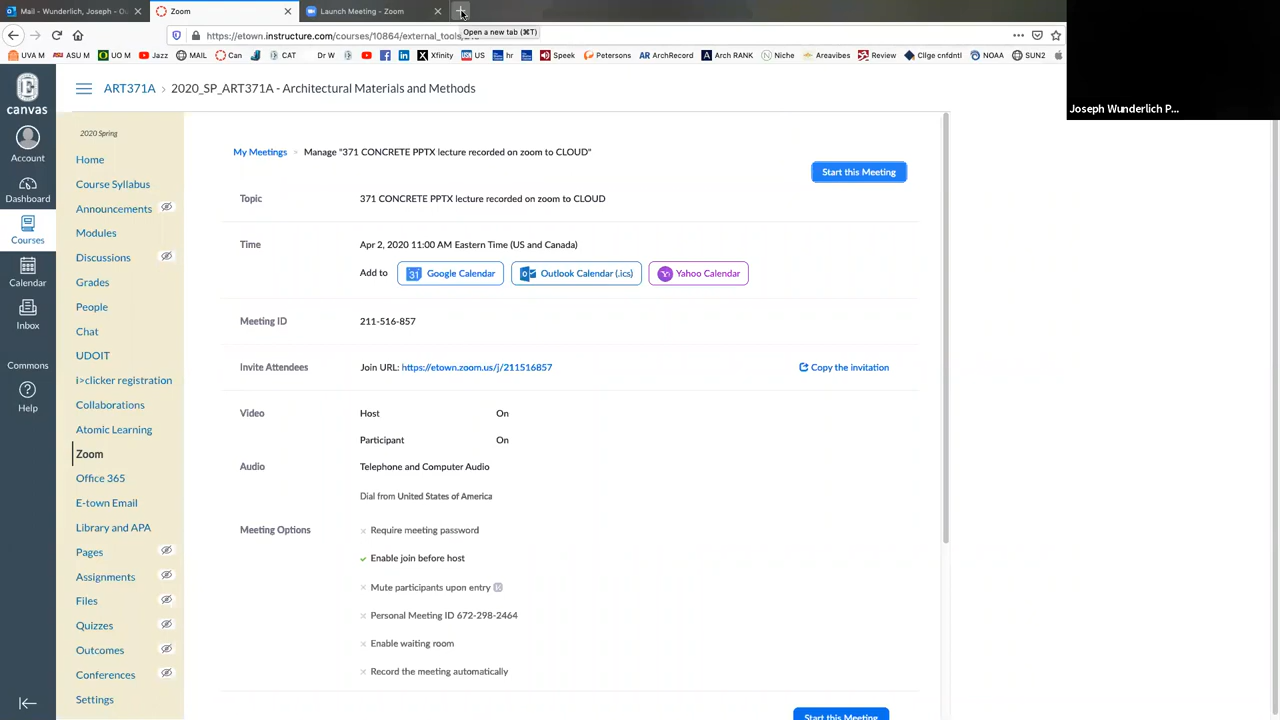 Mail - Wunderlich, Joseph - Ou
Zoom
Launch Meeting - Zoom
Open a new tab (⌘T)
https://etown.instructure.com/courses/10864/external_tools/
UVA M ASU M UO M Jazz MAIL Can CAT Dr W Xfinity US hr Speek Petersons ArchRecord Arch RANK Niche Areavibes Review Cllge cnfidntl NOAA SUN2
Joseph Wunderlich P...
canvas
Account
Dashboard
Courses
Calendar
Inbox
Commons
Help
ART371A › 2020_SP_ART371A - Architectural Materials and Methods
2020 Spring
Home
Course Syllabus
Announcements
Modules
Discussions
Grades
People
Chat
UDOIT
i>clicker registration
Collaborations
Atomic Learning
Zoom
Office 365
E-town Email
Library and APA
Pages
Assignments
Files
Quizzes
Outcomes
Conferences
Settings
My Meetings > Manage "371 CONCRETE PPTX lecture recorded on zoom to CLOUD"
Start this Meeting
Topic 371 CONCRETE PPTX lecture recorded on zoom to CLOUD
Time Apr 2, 2020 11:00 AM Eastern Time (US and Canada)
Add to 31 Google Calendar Outlook Calendar (.ics) Yahoo Calendar
Meeting ID 211-516-857
Invite Attendees Join URL: https://etown.zoom.us/j/211516857 Copy the invitation
Video Host On
Participant On
Audio Telephone and Computer Audio
Dial from United States of America
Meeting Options × Require meeting password
✓ Enable join before host
× Mute participants upon entry
× Personal Meeting ID 672-298-2464
× Enable waiting room
× Record the meeting automatically
Start this Meeting